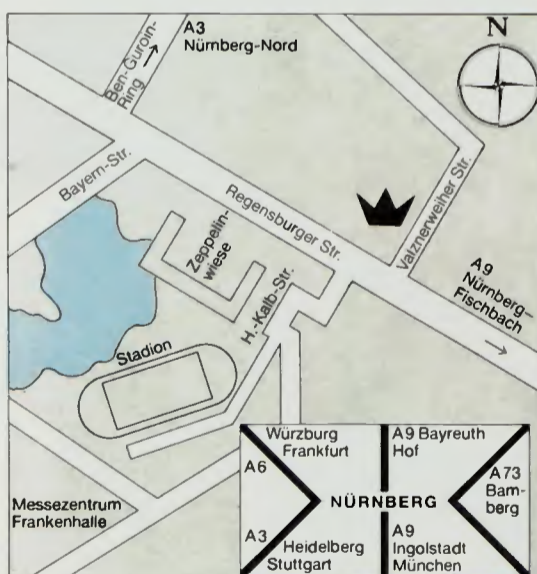 A3
Nürnberg-Nord
Ben-Guroin-
Ring
N
Bayern-Str.
Regensburger Str.
Valznerweiher Str.
Zeppelin-
wiese
A9
Nürnberg–
Fischbach
H.-Kalb-Str.
Stadion
Messezentrum
Frankenhalle
Würzburg
Frankfurt
A9 Bayreuth
Hof
A6
A73
Bam-
berg
NÜRNBERG
A3
Heidelberg
Stuttgart
A9
Ingolstadt
München